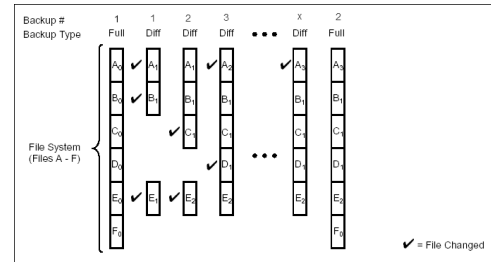 Backup # 1 1 2 3 x 2
Backup Type Full Diff Diff Diff ••• Diff Full
A₀ ✔ A₁ A₁ ✔ A₂ ✔ A₃ A₃
B₀ ✔ B₁ B₁ B₁ B₁ B₁
C₀ ✔ C₁ C₁ C₁ C₁
File System
(Files A - F)
D₀ ✔ D₁ ••• D₁ D₁
E₀ ✔ E₁ ✔ E₂ E₂ E₂ E₂
F₀ F₀
✔ = File Changed